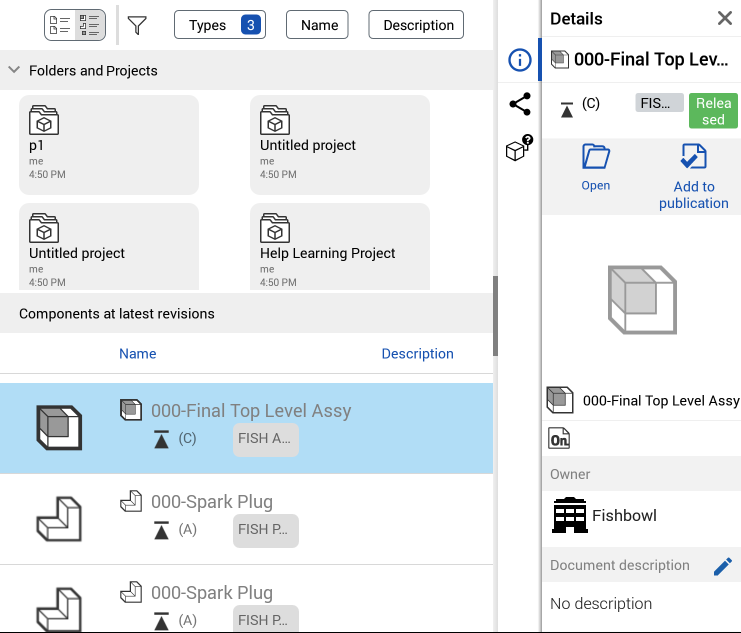 Types 3 Name Description
Folders and Projects
p1
me
4:50 PM
Untitled project
me
4:50 PM
Untitled project
me
4:50 PM
Help Learning Project
me
4:50 PM
Components at latest revisions
Name Description
000-Final Top Level Assy
(C) FISH A...
000-Spark Plug
(A) FISH P...
000-Spark Plug
(A) FISH P...
?
Details
000-Final Top Lev...
(C) FIS... Relea
sed
Open
Add to
publication
000-Final Top Level Assy
On
Owner
Fishbowl
Document description
No description